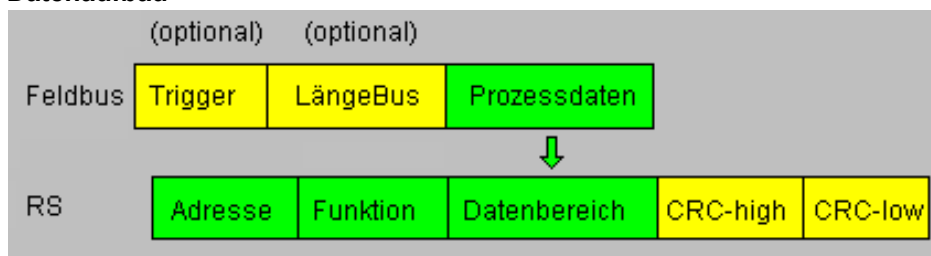 (optional) (optional)
Feldbus Trigger LängeBus Prozessdaten
RS Adresse Funktion Datenbereich CRC-high CRC-low